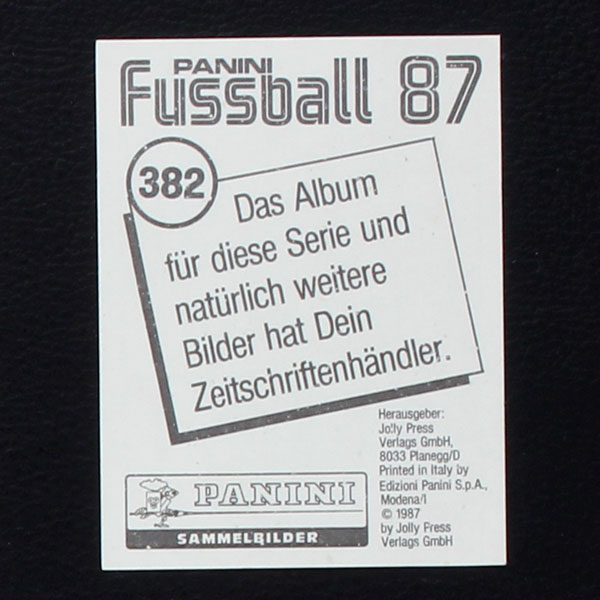 PANINI
Fussball 87
382
Das Album
für diese Serie und
natürlich weitere
Bilder hat Dein
Zeitschriftenhändler.
Herausgeber:
Jolly Press
Verlags GmbH,
8033 Planegg/D
Printed in Italy by
Edizioni Panini S.p.A.,
Modena/I
© 1987
by Jolly Press
Verlags GmbH
PANINI
SAMMELBILDER